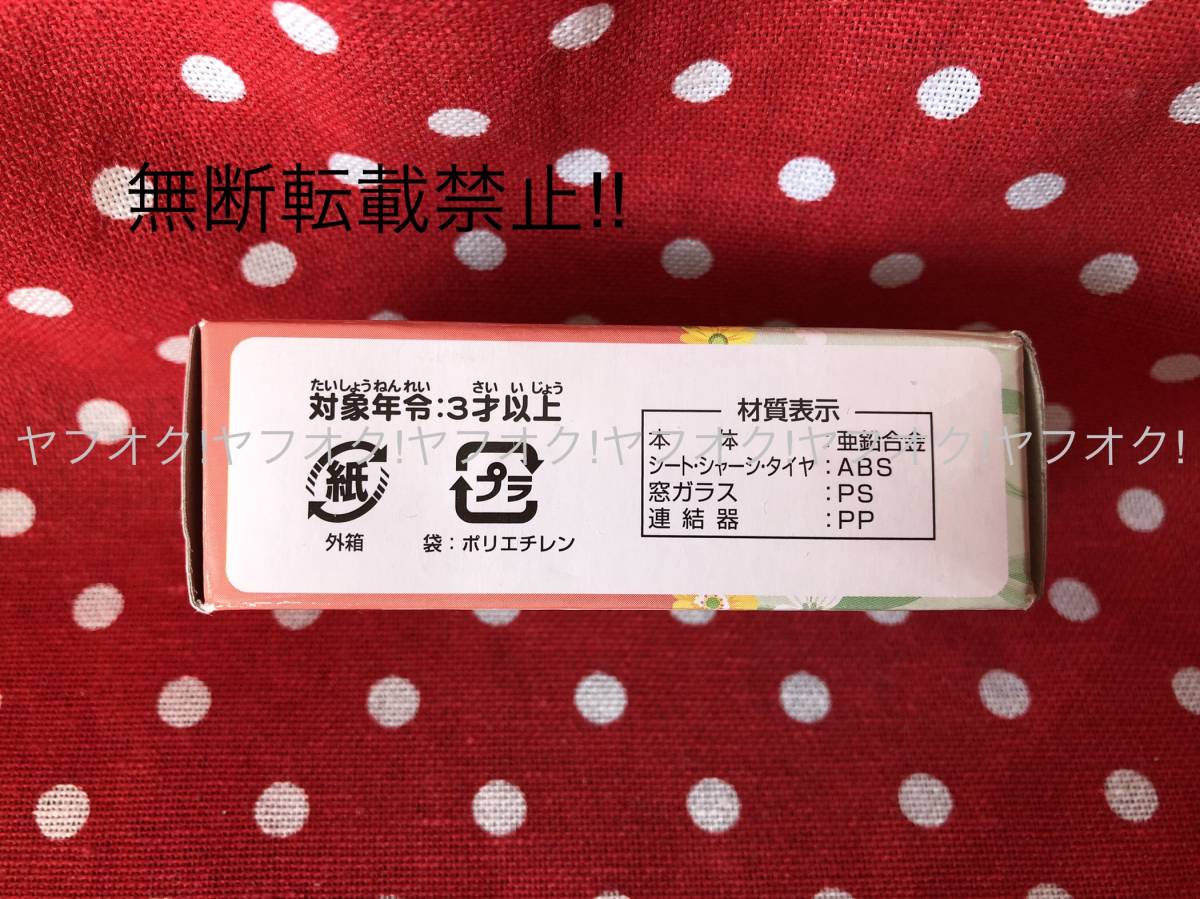 無断転載禁止!!
たいしょうねんれい さい い じょう
対象年令:3才以上
紙
外箱
プラ
袋:ポリエチレン
材質表示
本体:亜鉛合金
シート・シャーシ・タイヤ:ABS
窓ガラス:PS
連結器:PP
ヤフオク!ヤフオク!ヤフオク!ヤフオク!ヤフオク!ヤフオク!